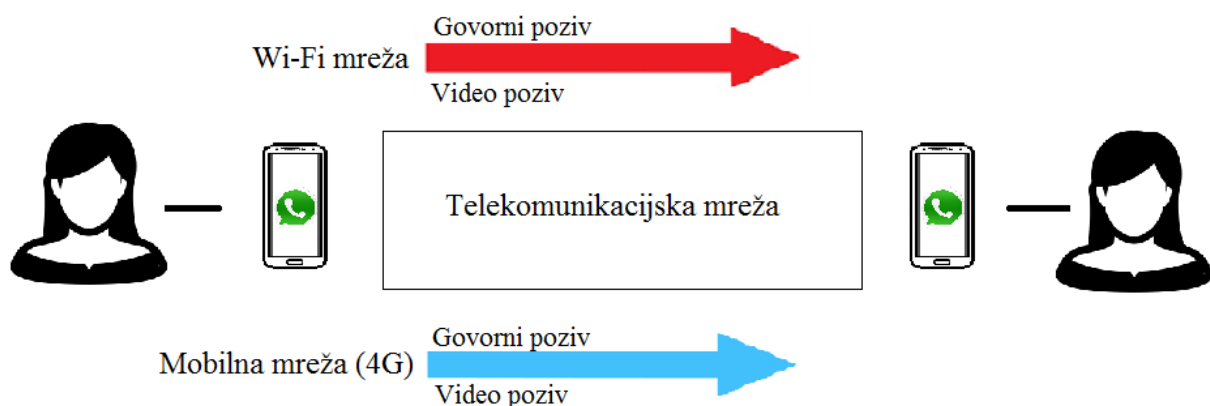 Govorni poziv
Wi-Fi mreža
Video poziv
Telekomunikacijska mreža
Govorni poziv
Mobilna mreža (4G)
Video poziv